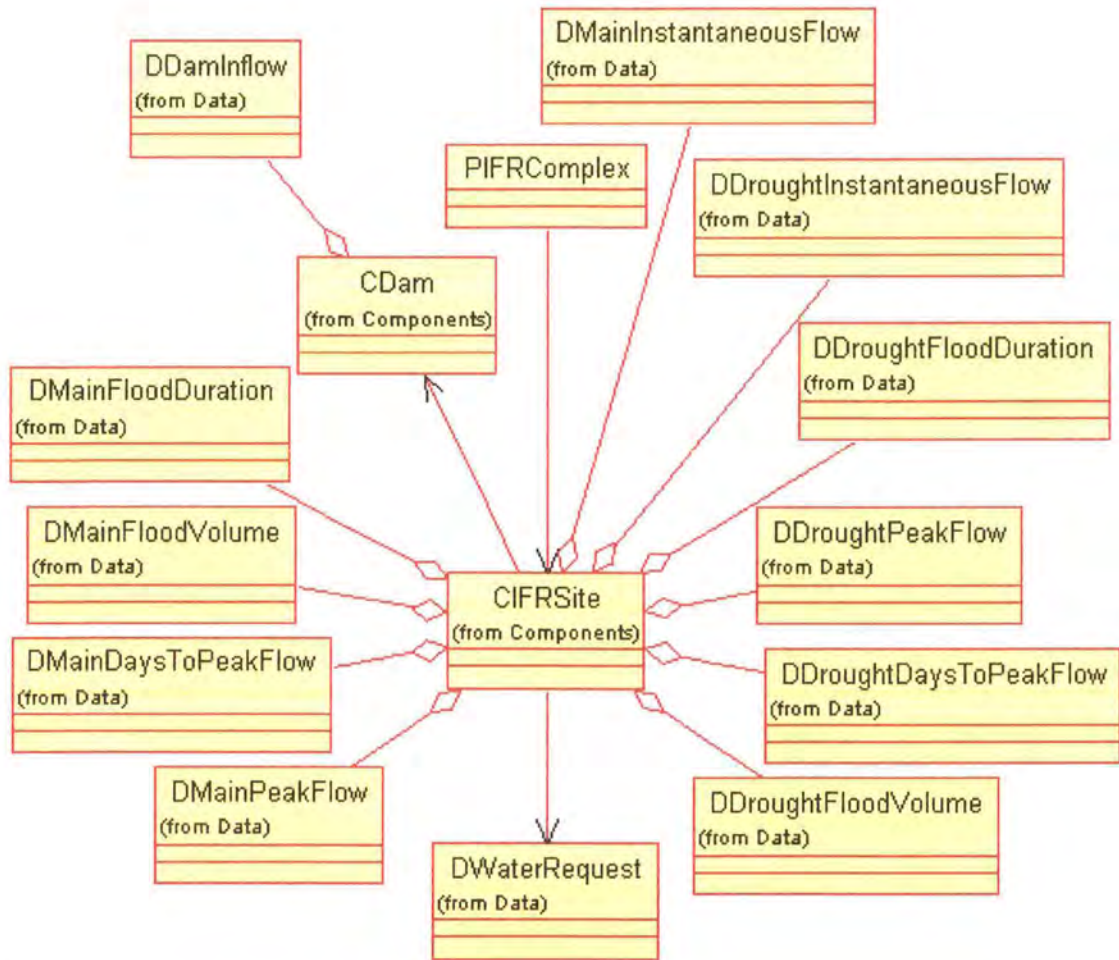 DMainInstantaneousFlow
(from Data)
DDamInflow
(from Data)
PIFRComplex
DDroughtInstantaneousFlow
(from Data)
CDam
(from Components)
DDroughtFloodDuration
(from Data)
DMainFloodDuration
(from Data)
DMainFloodVolume
(from Data)
DDroughtPeakFlow
(from Data)
CIFRSite
(from Components)
DMainDaysToPeakFlow
(from Data)
DDroughtDaysToPeakFlow
(from Data)
DMainPeakFlow
(from Data)
DDroughtFloodVolume
(from Data)
DWaterRequest
(from Data)